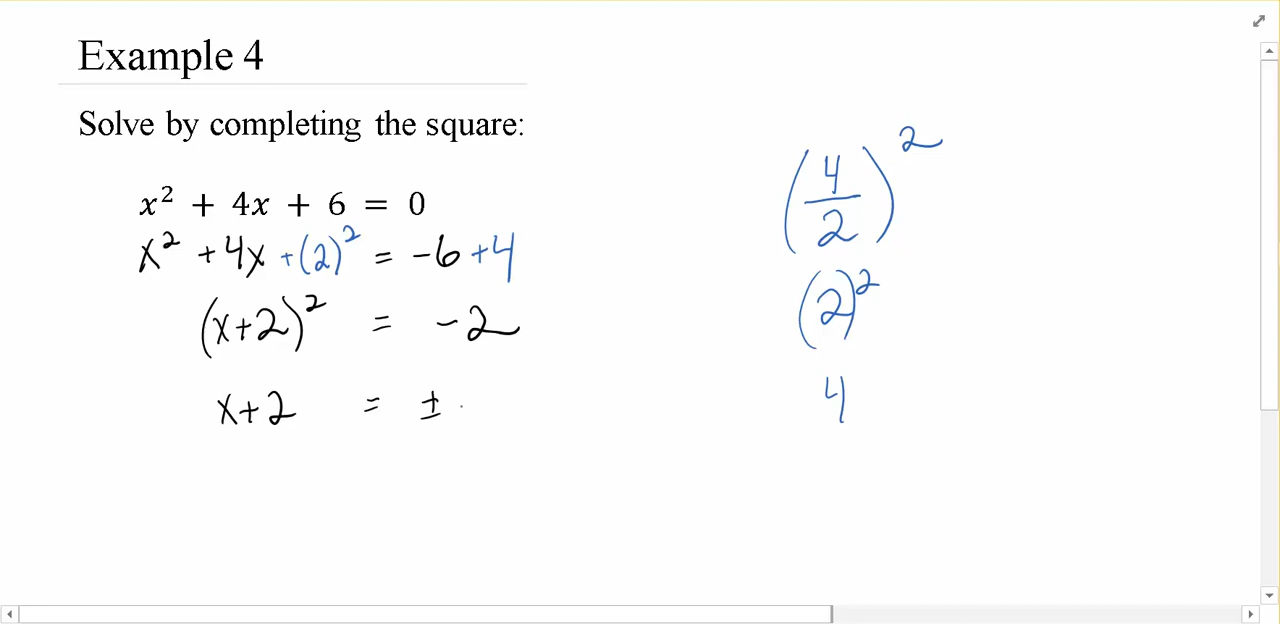 Example 4
Solve by completing the square:
x² + 4x + 6 = 0
x² + 4x + (2)² = -6 + 4
(x+2)² = -2
x+2 = ±
(4/2)²
(2)²
4